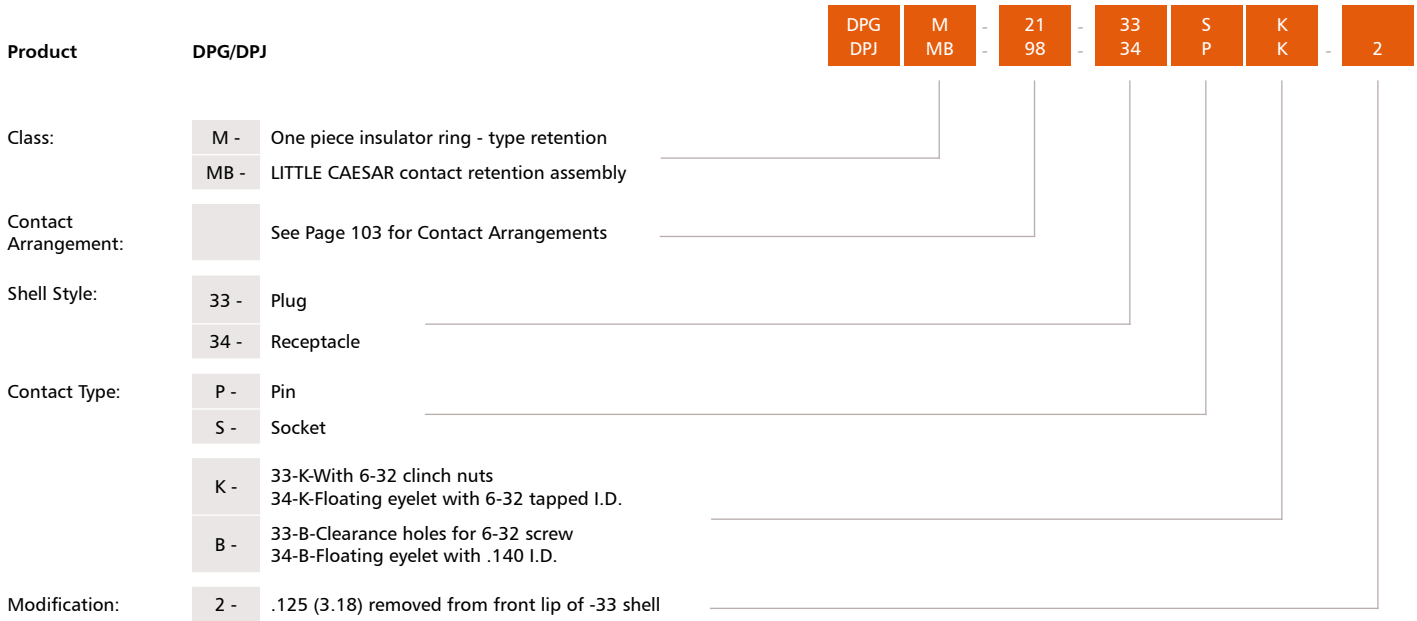 DPG M - 21 - 33 S K
DPJ MB - 98 - 34 P K - 2
Product DPG/DPJ
Class:
M - One piece insulator ring - type retention
MB - LITTLE CAESAR contact retention assembly
Contact
Arrangement:
See Page 103 for Contact Arrangements
Shell Style:
33 - Plug
34 - Receptacle
Contact Type:
P - Pin
S - Socket
K -
33-K-With 6-32 clinch nuts
34-K-Floating eyelet with 6-32 tapped I.D.
B -
33-B-Clearance holes for 6-32 screw
34-B-Floating eyelet with .140 I.D.
Modification:
2 - .125 (3.18) removed from front lip of -33 shell